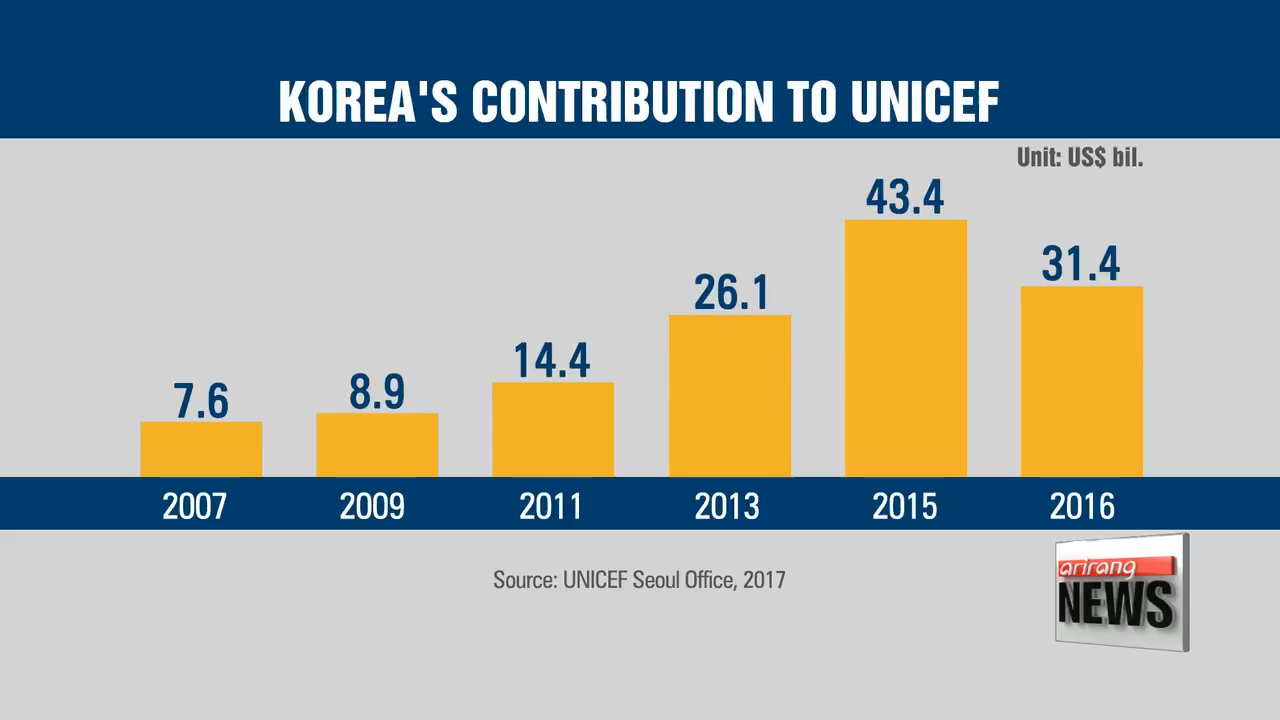 KOREA'S CONTRIBUTION TO UNICEF
Unit: US$ bil.
7.6
8.9
14.4
26.1
43.4
31.4
2007 2009 2011 2013 2015 2016
Source: UNICEF Seoul Office, 2017
arirang
NEWS